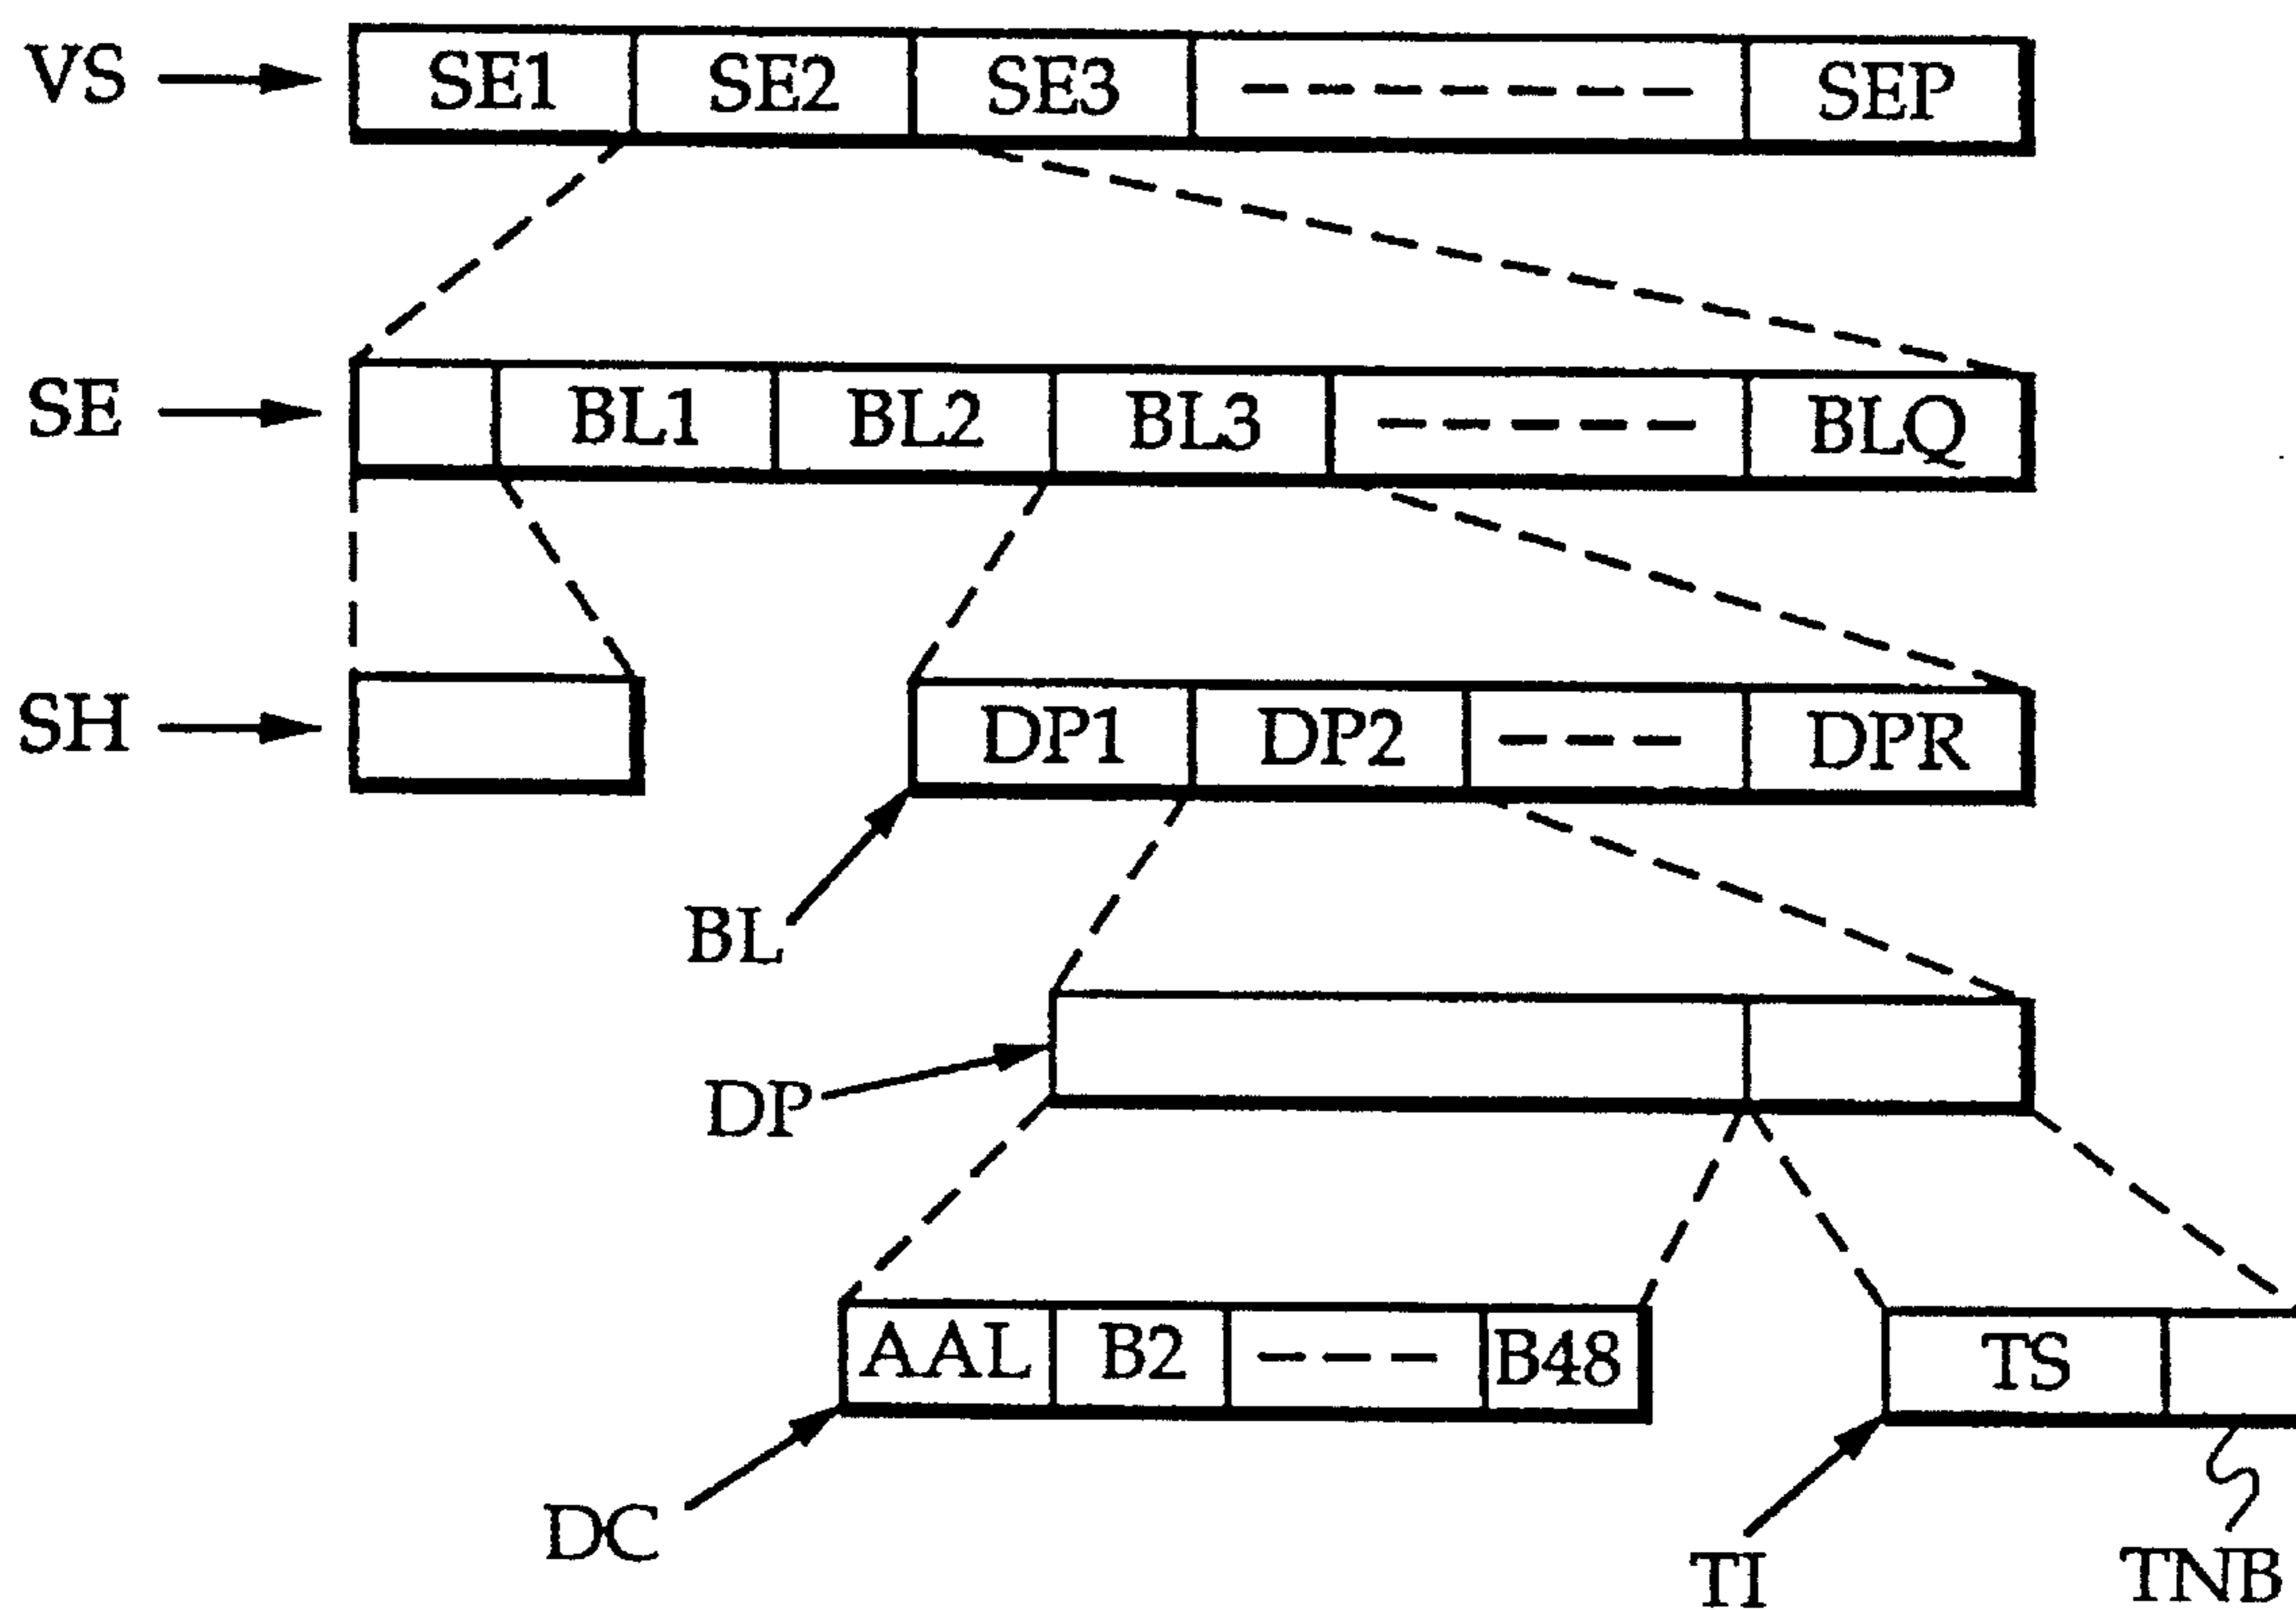 VS SE1 SE2 SE3 SEP
SE BL1 BL2 BL3 BLQ
SH DP1 DP2 DPR
BL
DP
AAL B2 B48 TS
DC TI TNB